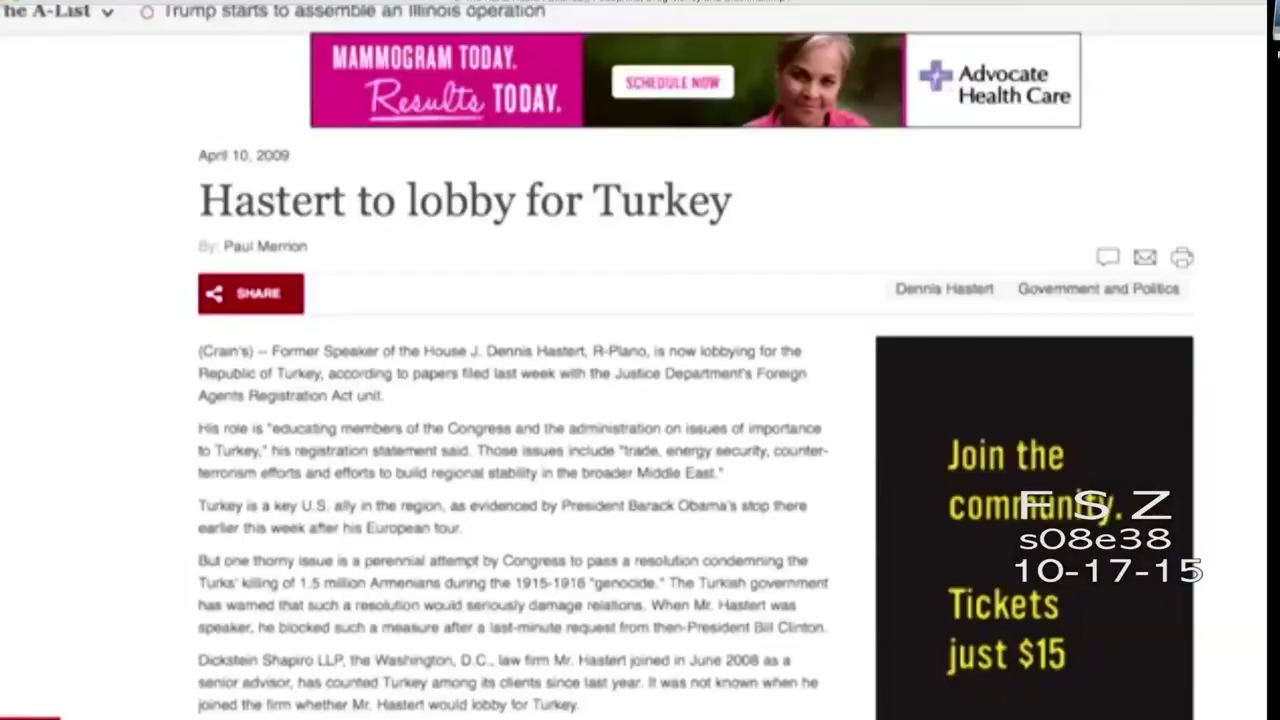 he A-List
Trump starts to assemble an Illinois operation
MAMMOGRAM TODAY.
Results TODAY.
SCHEDULE NOW
Advocate
Health Care
April 10, 2009
Hastert to lobby for Turkey
By: Paul Merrion
SHARE
Dennis Hastert
Government and Politics
(Crain's) – Former Speaker of the House J. Dennis Hastert, R-Plano, is now lobbying for the
Republic of Turkey, according to papers filed last week with the Justice Department's Foreign
Agents Registration Act unit.
His role is "educating members of the Congress and the administration on issues of importance
to Turkey," his registration statement said. Those issues include "trade, energy security, counter-
terrorism efforts and efforts to build regional stability in the broader Middle East."
Turkey is a key U.S. ally in the region, as evidenced by President Barack Obama's stop there
earlier this week after his European tour.
But one thorny issue is a perennial attempt by Congress to pass a resolution condemning the
Turks' killing of 1.5 million Armenians during the 1915-1916 "genocide." The Turkish government
has warned that such a resolution would seriously damage relations. When Mr. Hastert was
speaker, he blocked such a measure after a last-minute request from then-President Bill Clinton.
Dickstein Shapiro LLP, the Washington, D.C., law firm Mr. Hastert joined in June 2008 as a
senior advisor, has counted Turkey among its clients since last year. It was not known when he
joined the firm whether Mr. Hastert would lobby for Turkey.
Join the
community.
Tickets
just $15
F S Z
s08e38
10-17-15